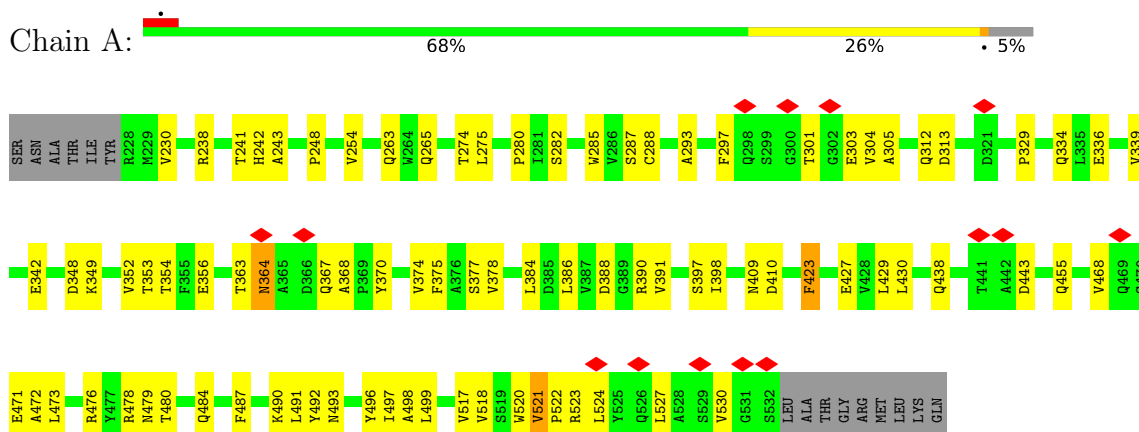 Chain A:
•
68% 26% • 5%
SER ASN ALA THR ILE TYR R228 M229 V230 R238 T241 H242 A243 P248 V254 Q263 W264 Q265 T274 L275 P280 I281 S282 W285 V286 S287 C288 A293 F297 Q298 S299 G300 T301 G302 E303 V304 A305 Q312 D313 D321 P329 Q334 L335 E336 V339
E342 D348 K349 V352 T353 T354 F355 E356 T363 N364 A365 D366 Q367 A368 P369 Y370 V374 F375 A376 S377 V378 L384 D385 L386 V387 D388 G389 R390 V391 S397 I398 N409 D410 F423 E427 V428 L429 L430 Q438 T441 A442 D443 Q455 V468 Q469
E471 A472 L473 R476 Y477 R478 N479 T480 Q484 F487 K490 L491 Y492 N493 Y496 I497 A498 L499 V517 V518 S519 W520 V521 P522 R523 L524 Y525 Q526 L527 A528 S529 V530 G531 S532 LEU ALA THR GLY ARG MET LEU LYS GLN